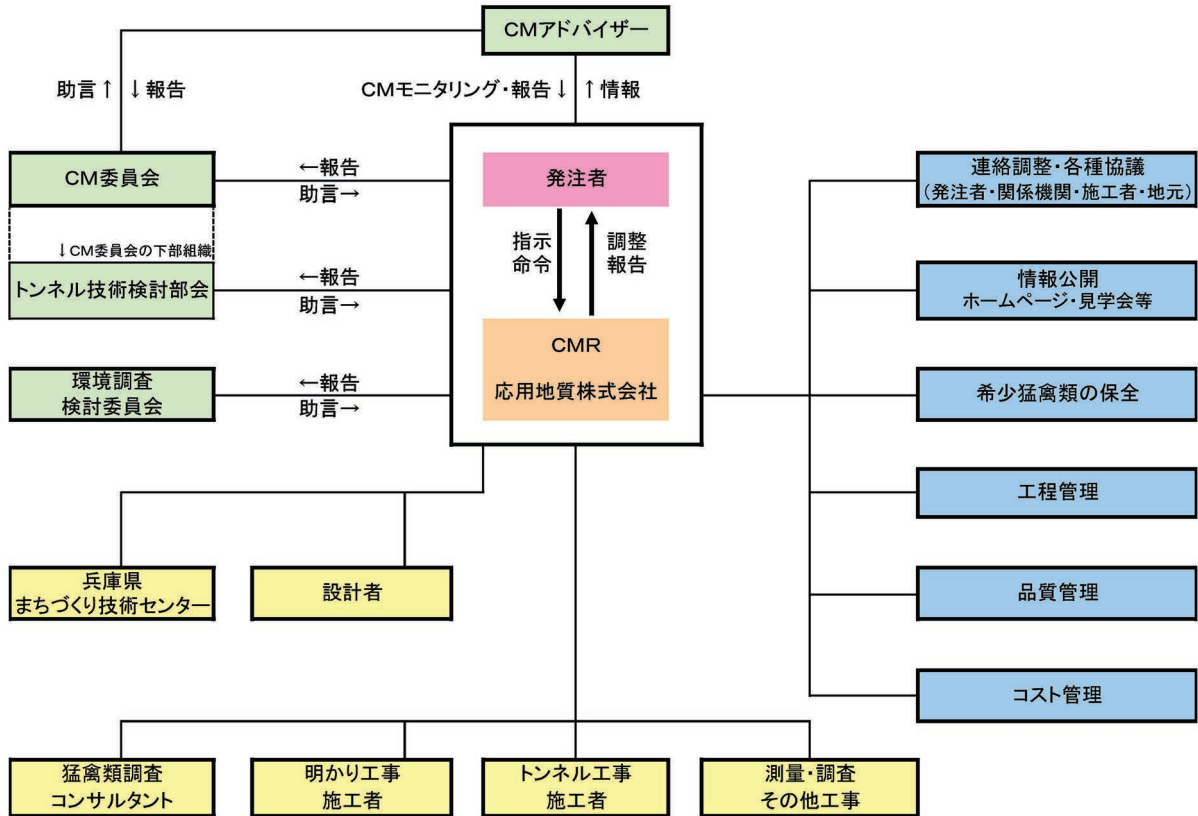 CMアドバイザー
助言↑ ↓報告
CMモニタリング・報告↓ ↑情報
CM委員会
←報告
助言→
発注者
連絡調整・各種協議
(発注者・関係機関・施工者・地元)
指示
命令
調整
報告
↓CM委員会の下部組織
トンネル技術検討部会
←報告
助言→
情報公開
ホームページ・見学会等
CMR
応用地質株式会社
環境調査
検討委員会
←報告
助言→
希少猛禽類の保全
工程管理
兵庫県
まちづくり技術センター
設計者
品質管理
コスト管理
猛禽類調査
コンサルタント
明かり工事
施工者
トンネル工事
施工者
測量・調査
その他工事